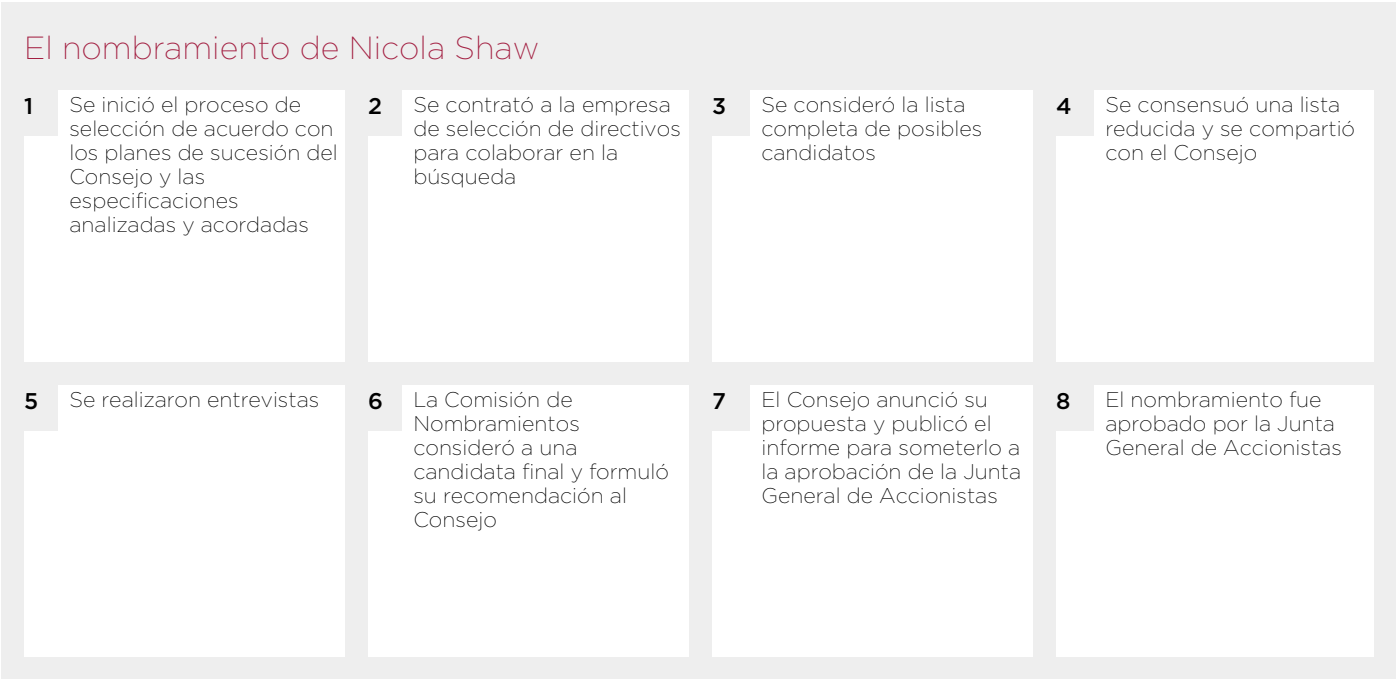 El nombramiento de Nicola Shaw
1
Se inició el proceso de
selección de acuerdo con
los planes de sucesión del
Consejo y las
especificaciones
analizadas y acordadas
2
Se contrató a la empresa
de selección de directivos
para colaborar en la
búsqueda
3
Se consideró la lista
completa de posibles
candidatos
4
Se consensuó una lista
reducida y se compartió
con el Consejo
5
Se realizaron entrevistas
6
La Comisión de
Nombramientos
consideró a una
candidata final y formuló
su recomendación al
Consejo
7
El Consejo anunció su
propuesta y publicó el
informe para someterlo a
la aprobación de la Junta
General de Accionistas
8
El nombramiento fue
aprobado por la Junta
General de Accionistas